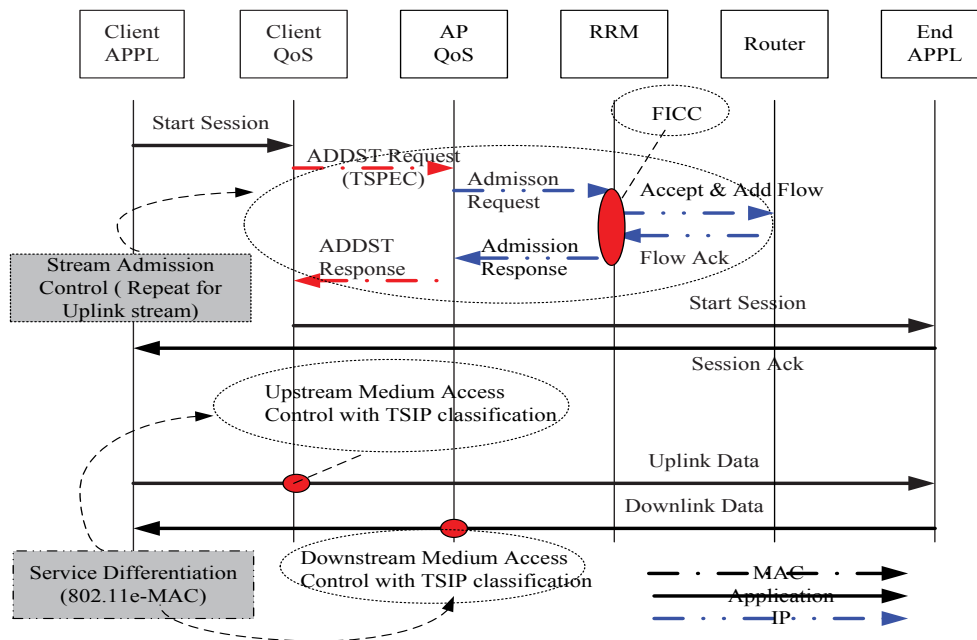 Client
APPL
Client
QoS
AP
QoS
RRM
Router
End
APPL
FICC
Start Session
ADDST Request
(TSPEC)
Admisson
Request
Accept & Add Flow
ADDST
Response
Admission
Response
Flow Ack
Stream Admission
Control ( Repeat for
Uplink stream)
Start Session
Session Ack
Upstream Medium Access
Control with TSIP classification
Uplink Data
Downlink Data
Service Differentiation
(802.11e-MAC)
Downstream Medium Access
Control with TSIP classification
MAC
Application
IP